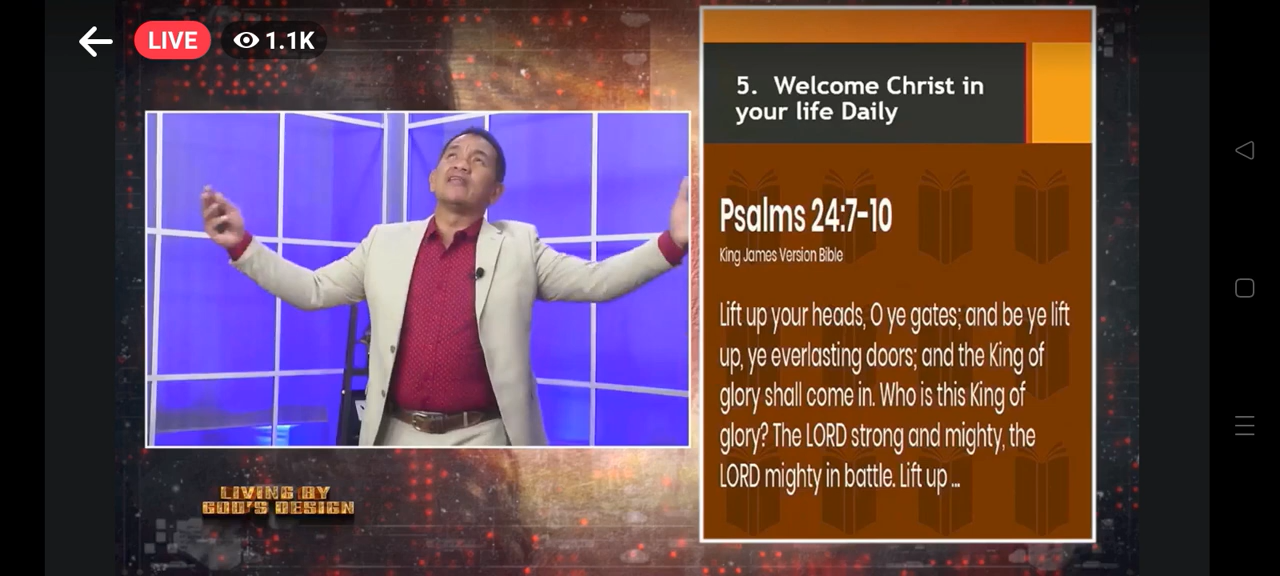 LIVE
1.1K
5. Welcome Christ in
your life Daily
Psalms 24:7-10
King James Version Bible
Lift up your heads, O ye gates; and be ye lift
up, ye everlasting doors; and the King of
glory shall come in. Who is this King of
glory? The LORD strong and mighty, the
LORD mighty in battle. Lift up ...
LIVING BY
GOD'S DESIGN